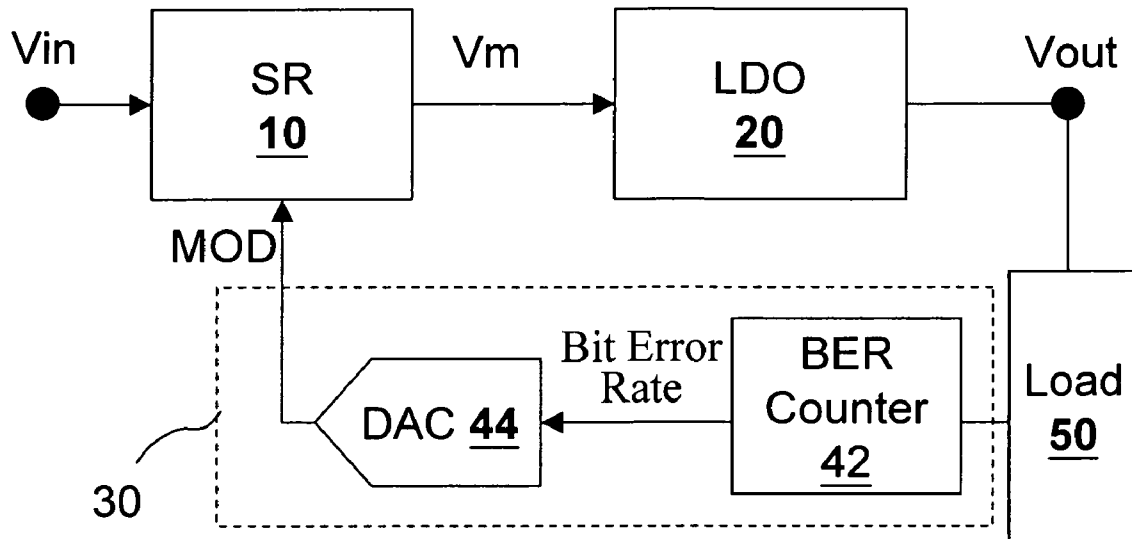 Vin
SR
10
Vm
LDO
20
Vout
MOD
Bit Error
Rate
BER
Counter
42
DAC 44
Load
50
30